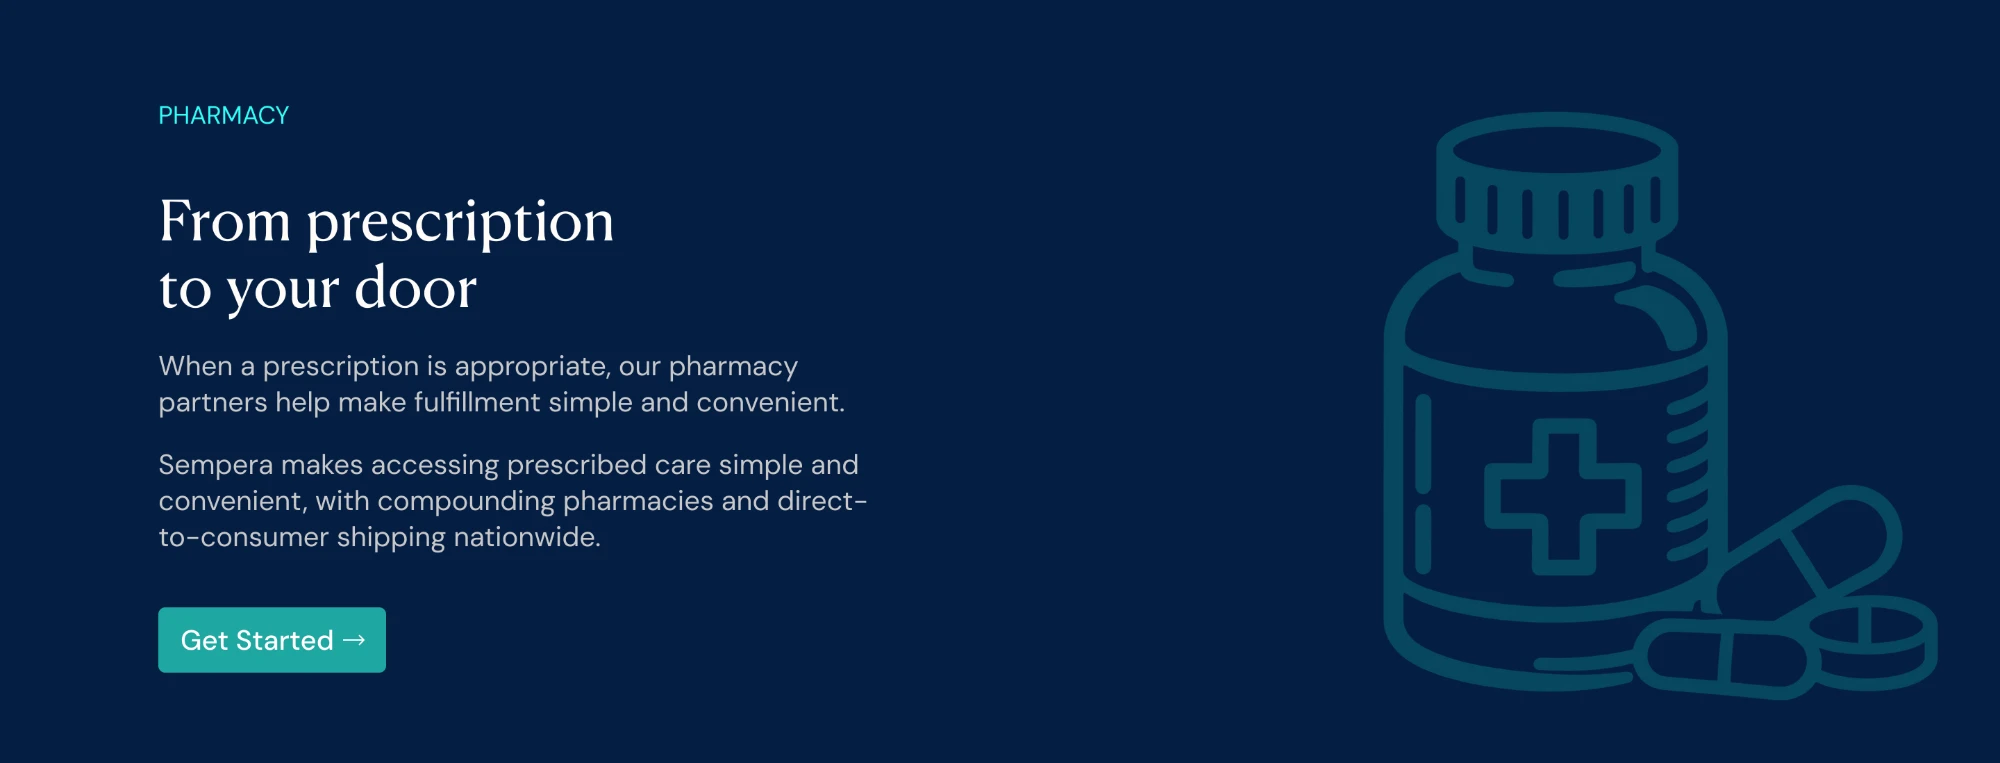 PHARMACY
From prescription
to your door
When a prescription is appropriate, our pharmacy
partners help make fulfillment simple and convenient.
Sempera makes accessing prescribed care simple and
convenient, with compounding pharmacies and direct-
to-consumer shipping nationwide.
Get Started →